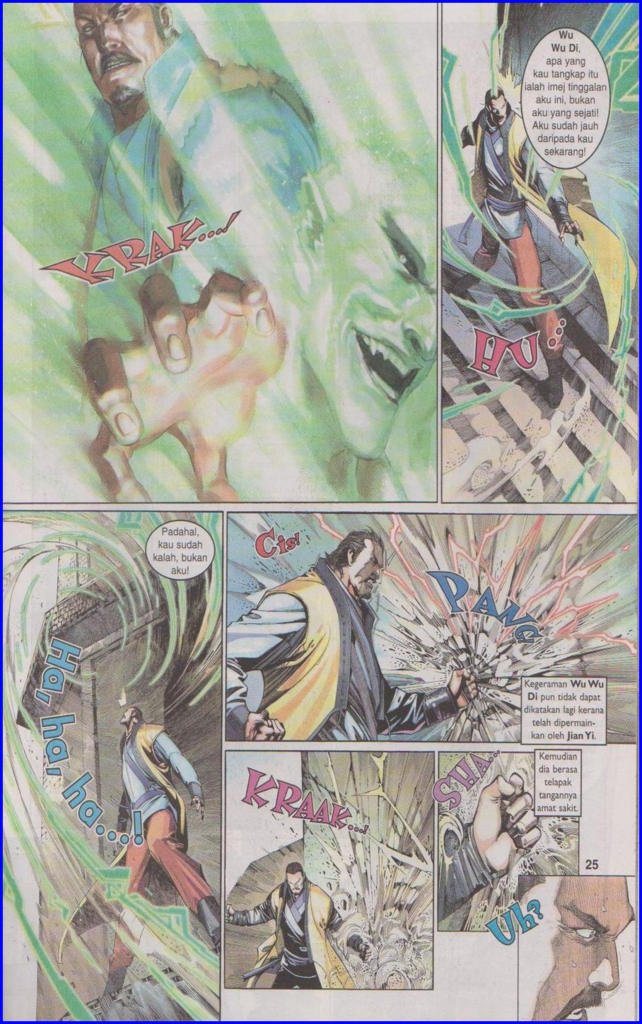 KRAK...!
Wu
Wu Di,
apa yang
kau tangkap itu
ialah imej tinggalan
aku ini, bukan
aku yang sejati!
Aku sudah jauh
daripada kau
sekarang!
HU...
Padahal,
kau sudah
kalah, bukan
aku!
Ha, ha, ha, ha...!
Cis!
PANG
Kegeraman Wu Wu
Di pun tidak dapat
dikatakan lagi kerana
telah dipermain-
kan oleh Jian Yi.
KRAAK...!
SHA...
Kemudian
dia berasa
telapak
tangannya
amat sakit.
25
Uh?